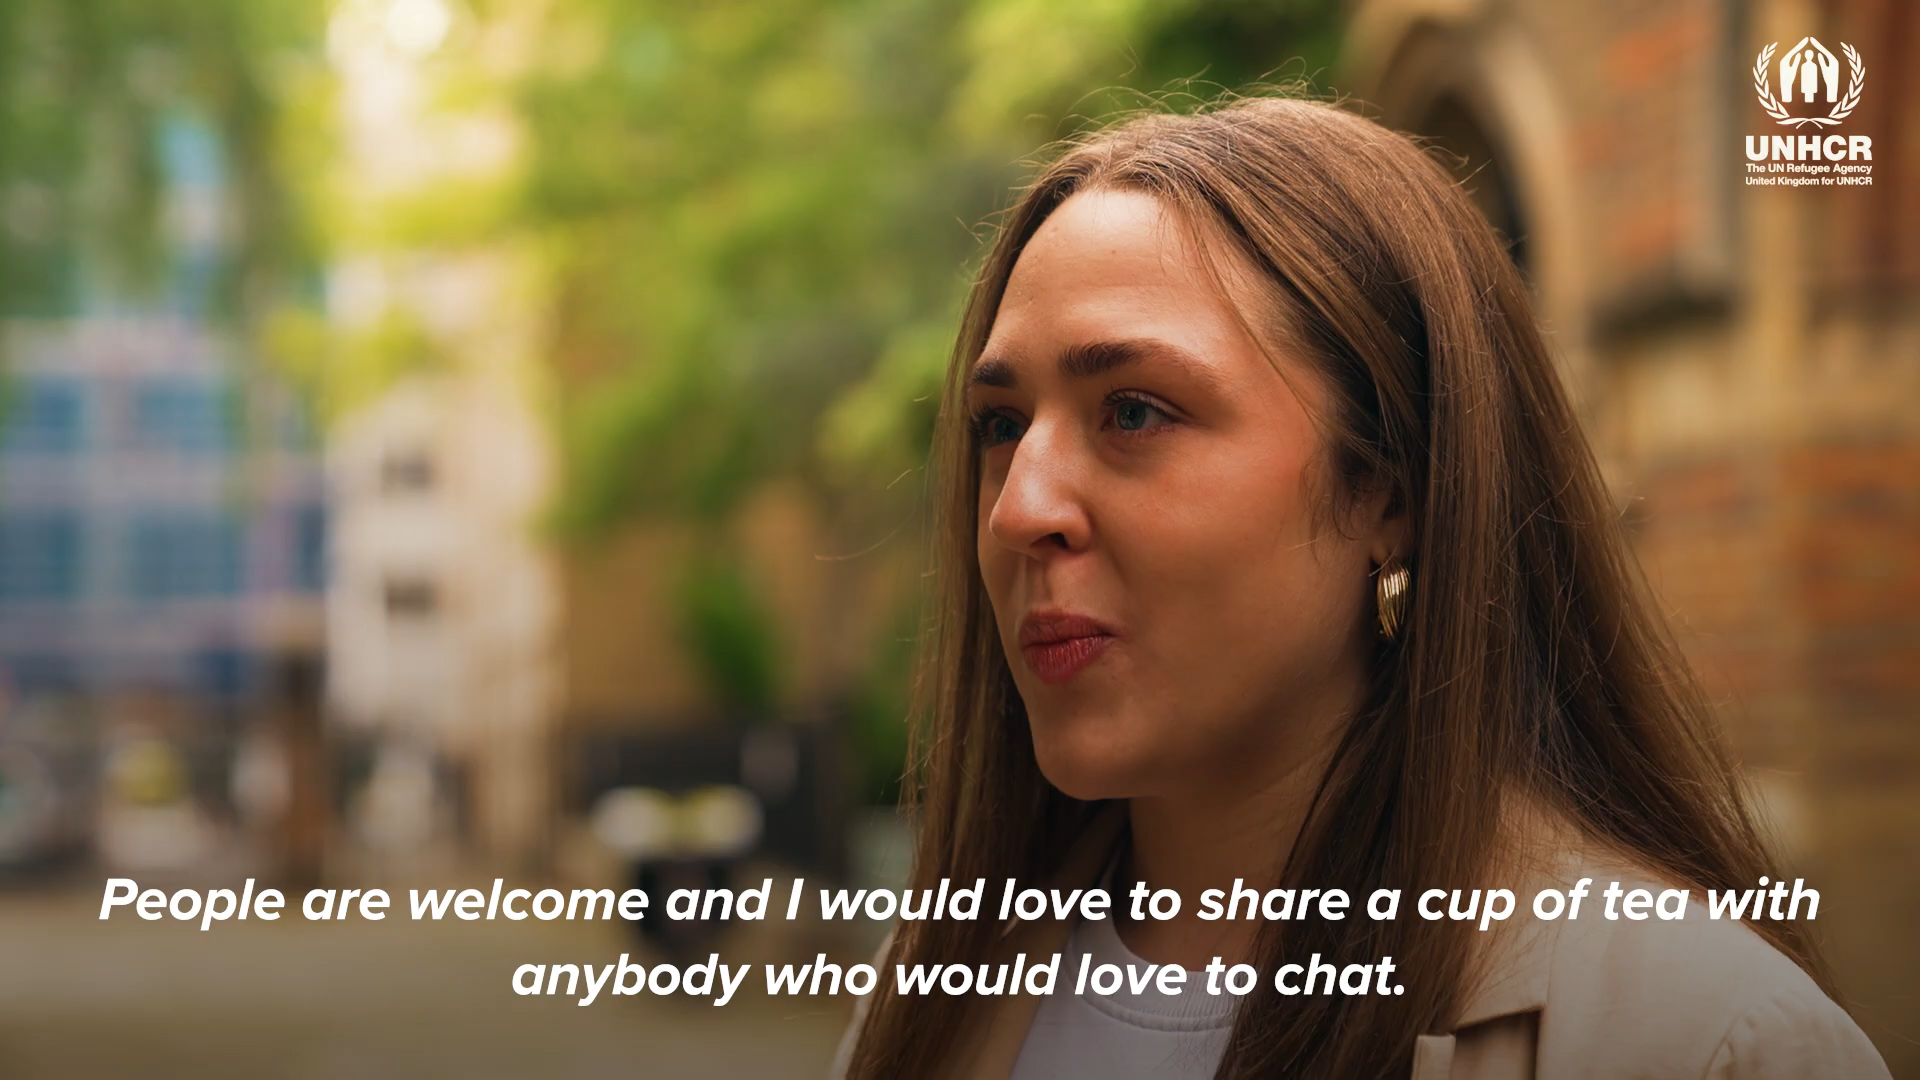 UNHCR
The UN Refugee Agency
United Kingdom for UNHCR
People are welcome and I would love to share a cup of tea with
anybody who would love to chat.